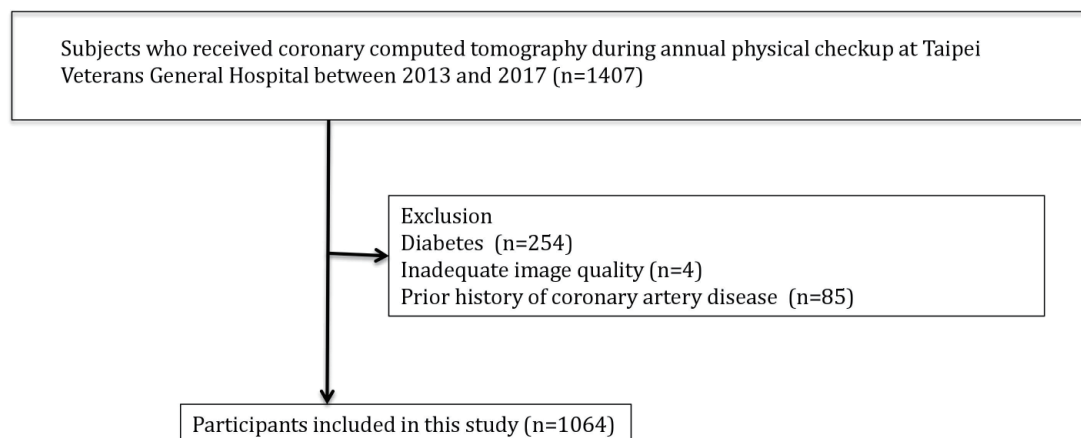 Subjects who received coronary computed tomography during annual physical checkup at Taipei
Veterans General Hospital between 2013 and 2017 (n=1407)
Exclusion
Diabetes (n=254)
Inadequate image quality (n=4)
Prior history of coronary artery disease (n=85)
Participants included in this study (n=1064)